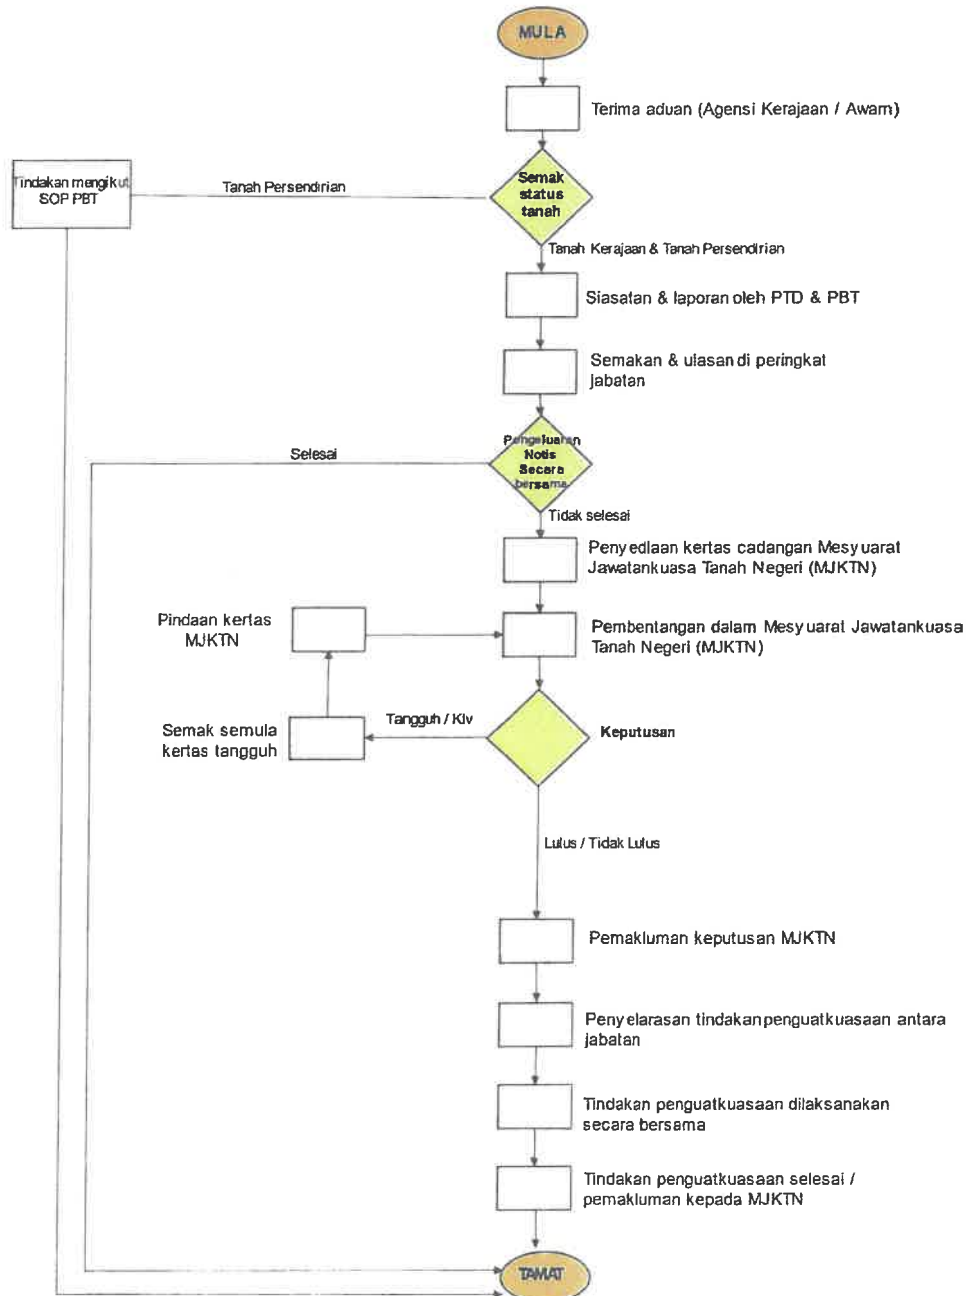 MULA
Terima aduan (Agensi Kerajaan / Awam)
Tindakan mengikut
SOP PBT
Tanah Persendirian
Semak
status
tanah
Tanah Kerajaan & Tanah Persendirian
Siasatan & laporan oleh PTD & PBT
Semakan & ulasan di peringkat
jabatan
Selesai
Pengeluaran
Notis
Secara
bersama
Tidak selesai
Penyediaan kertas cadangan Mesyuarat
Jawatankuasa Tanah Negeri (MJKTN)
Pindaan kertas
MJKTN
Pembentangan dalam Mesyuarat Jawatankuasa
Tanah Negeri (MJKTN)
Semak semula
kertas tangguh
Tangguh / KIv
Keputusan
Lulus / Tidak Lulus
Pemakluman keputusan MJKTN
Penyelarasan tindakan penguatkuasaan antara
jabatan
Tindakan penguatkuasaan dilaksanakan
secara bersama
Tindakan penguatkuasaan selesai /
pemakluman kepada MJKTN
TAMAT